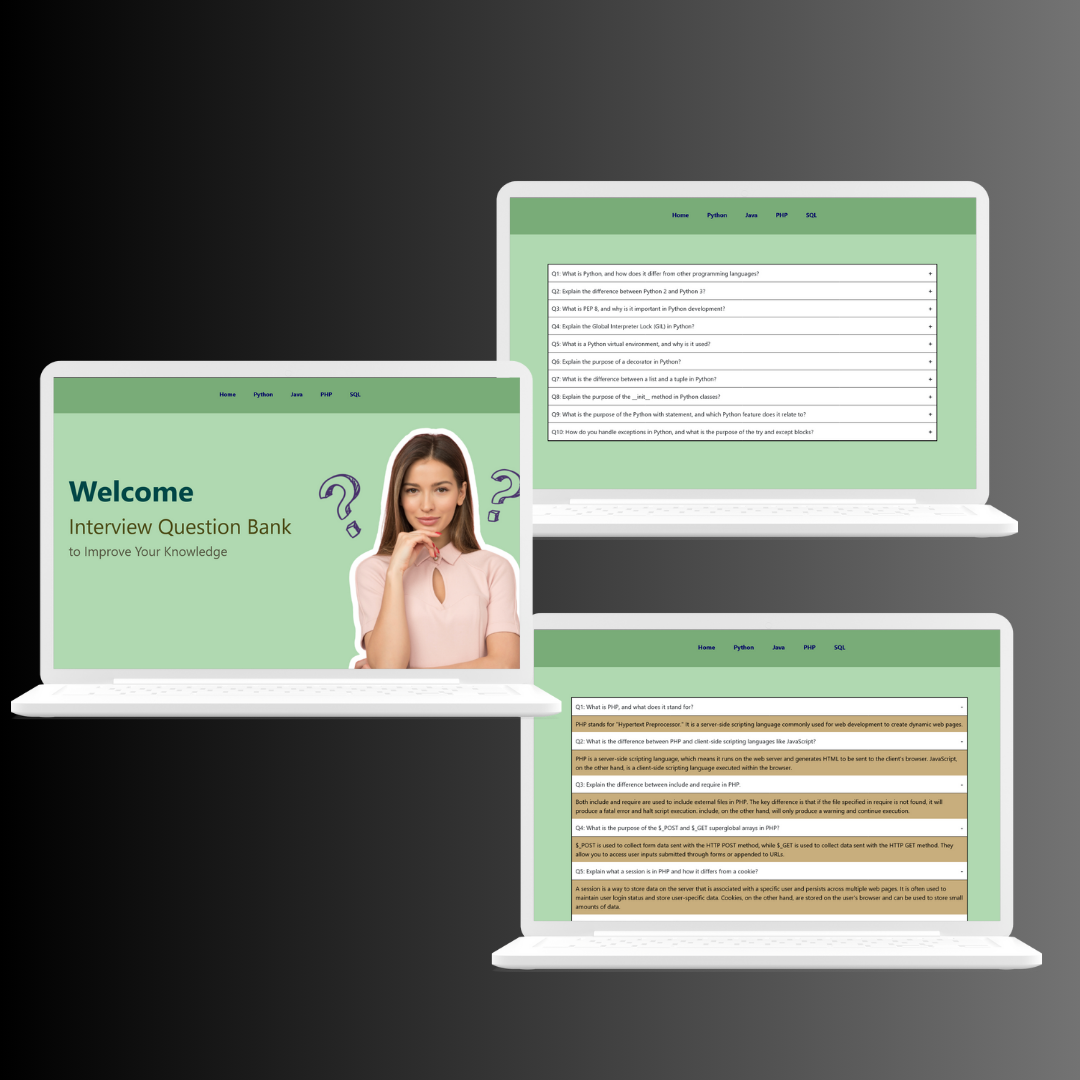 Home Python Java PHP SQL
Welcome
Interview Question Bank
to Improve Your Knowledge
?
?
Home Python Java PHP SQL
Q1: What is Python, and how does it differ from other programming languages? +
Q2: Explain the difference between Python 2 and Python 3? +
Q3: What is PEP 8, and why is it important in Python development? +
Q4: Explain the Global Interpreter Lock (GIL) in Python? +
Q5: What is a Python virtual environment, and why is it used? +
Q6: Explain the purpose of a decorator in Python? +
Q7: What is the difference between a list and a tuple in Python? +
Q8: Explain the purpose of the __init__ method in Python classes? +
Q9: What is the purpose of the Python with statement, and which Python feature does it relate to? +
Q10: How do you handle exceptions in Python, and what is the purpose of the try and except blocks? +
Home Python Java PHP SQL
Q1: What is PHP, and what does it stand for? -
PHP stands for "Hypertext Preprocessor." It is a server-side scripting language commonly used for web development to create dynamic web pages.
Q2: What is the difference between PHP and client-side scripting languages like JavaScript? -
PHP is a server-side scripting language, which means it runs on the web server and generates HTML to be sent to the client's browser. JavaScript,
on the other hand, is a client-side scripting language executed within the browser.
Q3: Explain the difference between include and require in PHP. -
Both include and require are used to include external files in PHP. The key difference is that if the file specified in require is not found, it will
produce a fatal error and halt script execution. include, on the other hand, will only produce a warning and continue execution.
Q4: What is the purpose of the $_POST and $_GET superglobal arrays in PHP? -
$_POST is used to collect form data sent with the HTTP POST method, while $_GET is used to collect data sent with the HTTP GET method. They
allow you to access user inputs submitted through forms or appended to URLs.
Q5: Explain what a session is in PHP and how it differs from a cookie? -
A session is a way to store data on the server that is associated with a specific user and persists across multiple web pages. It is often used to
maintain user login status and store user-specific data. Cookies, on the other hand, are stored on the user's browser and can be used to store small
amounts of data.